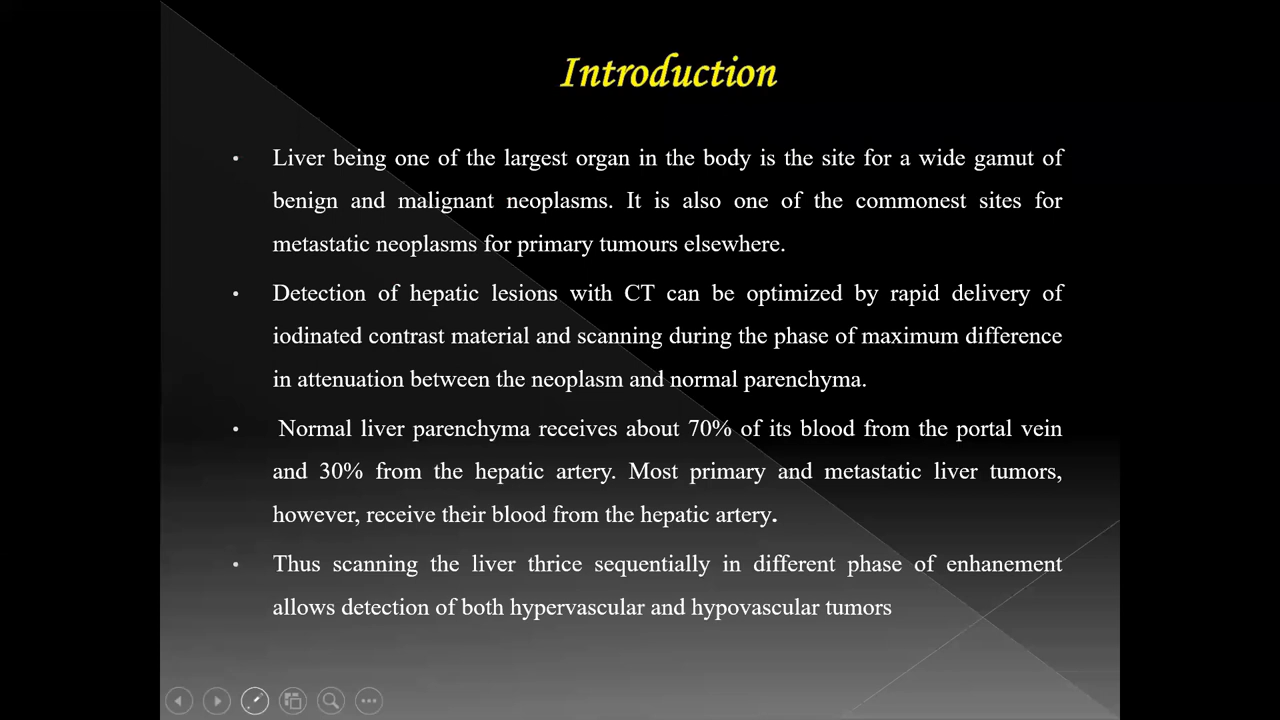 Introduction
• Liver being one of the largest organ in the body is the site for a wide gamut of
benign and malignant neoplasms. It is also one of the commonest sites for
metastatic neoplasms for primary tumours elsewhere.
• Detection of hepatic lesions with CT can be optimized by rapid delivery of
iodinated contrast material and scanning during the phase of maximum difference
in attenuation between the neoplasm and normal parenchyma.
• Normal liver parenchyma receives about 70% of its blood from the portal vein
and 30% from the hepatic artery. Most primary and metastatic liver tumors,
however, receive their blood from the hepatic artery.
• Thus scanning the liver thrice sequentially in different phase of enhanement
allows detection of both hypervascular and hypovascular tumors